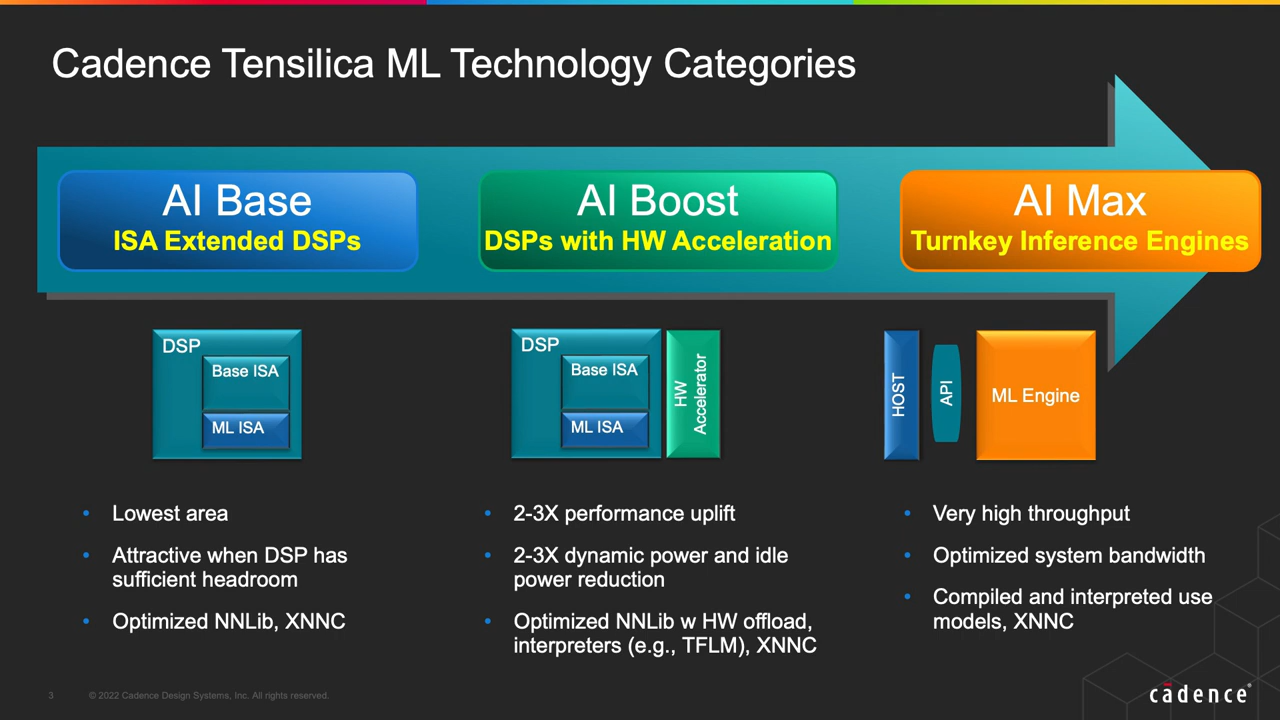 Cadence Tensilica ML Technology Categories
AI Base
ISA Extended DSPs
AI Boost
DSPs with HW Acceleration
AI Max
Turnkey Inference Engines
DSP
Base ISA
ML ISA
DSP
Base ISA
ML ISA
HW
Accelerator
HOST
API
ML Engine
• Lowest area
• Attractive when DSP has
sufficient headroom
• Optimized NNLib, XNNC
• 2-3X performance uplift
• 2-3X dynamic power and idle
power reduction
• Optimized NNLib w HW offload,
interpreters (e.g., TFLM), XNNC
• Very high throughput
• Optimized system bandwidth
• Compiled and interpreted use
models, XNNC
3 © 2022 Cadence Design Systems, Inc. All rights reserved.
cādence®